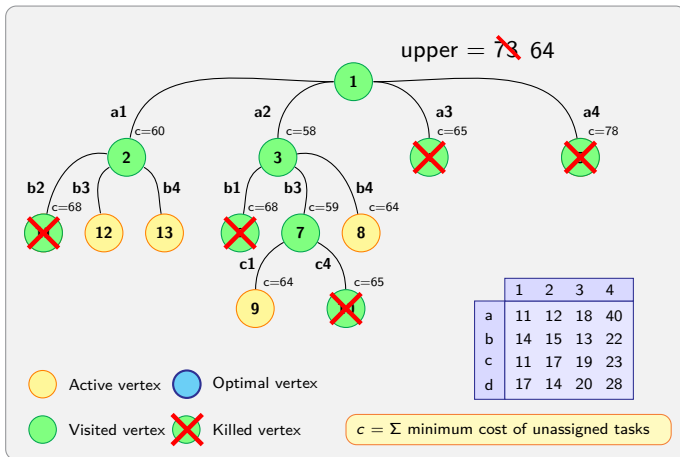 upper = 73 64
1
a1 a2 a3 a4
c=60 c=58 c=65 c=78
2 3
b2 b3 b4 b1 b3 b4
c=68 c=68 c=59 c=64
12 13 7 8
c1 c4
c=64 c=65
9
1 2 3 4
a 11 12 18 40
b 14 15 13 22
c 11 17 19 23
d 17 14 20 28
Active vertex Optimal vertex
Visited vertex Killed vertex
c = Σ minimum cost of unassigned tasks